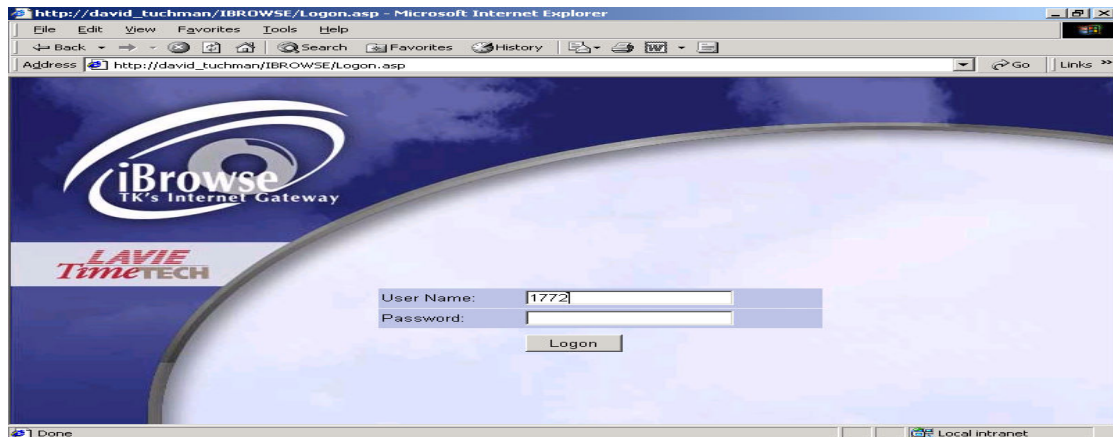 http://david_tuchman/IBROWSE/Logon.asp - Microsoft Internet Explorer
File Edit View Favorites Tools Help
Back Search Favorites History
Address http://david_tuchman/IBROWSE/Logon.asp Go Links »
iBrowse
TK's Internet Gateway
LAVIE
TimeTECH
User Name: 1772
Password:
Logon
Done Local intranet